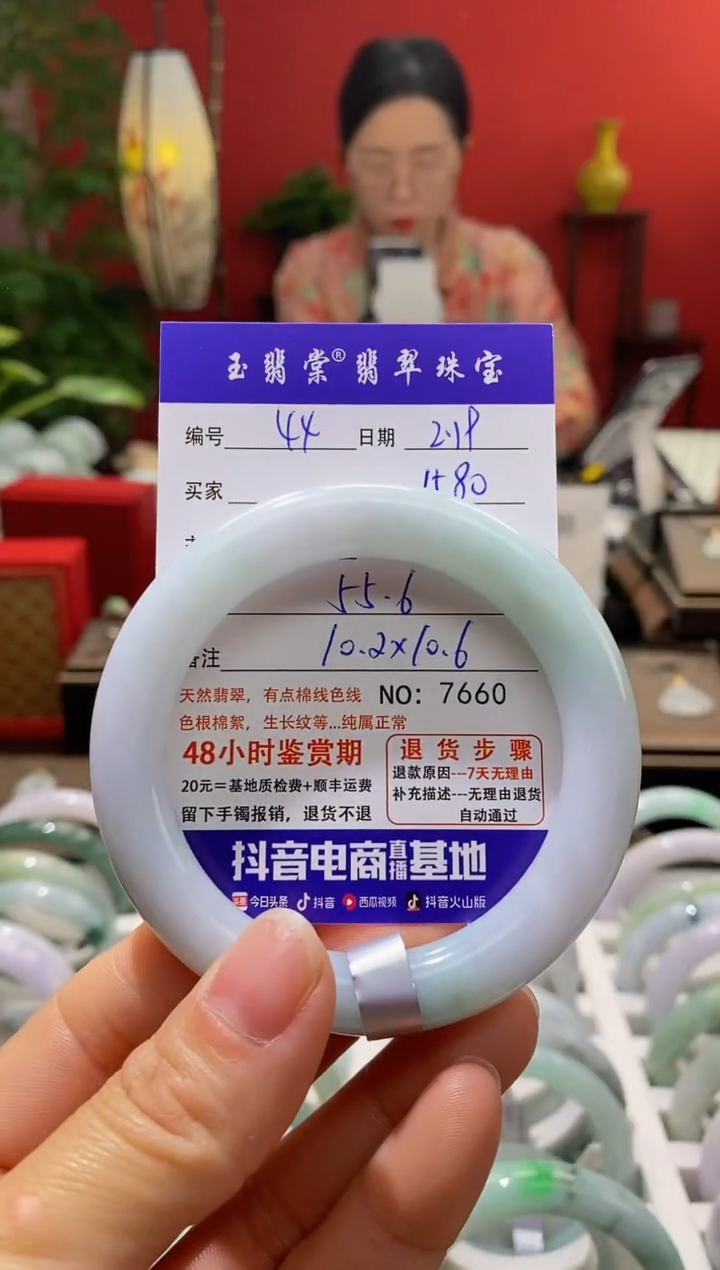 玉翡棠®翡翠珠宝
编号 44 日期 2.18
买家 1480
55.6
备注 10.2×10.6
天然翡翠，有点棉线色线 NO: 7660
色根棉絮，生长纹等...纯属正常
48小时鉴赏期
20元=基地质检费+顺丰运费
留下手镯报销，退货不退
退货步骤
退款原因---7天无理由
补充描述---无理由退货
自动通过
抖音电商直播基地
头条 今日头条 抖音 西瓜视频 抖音火山版